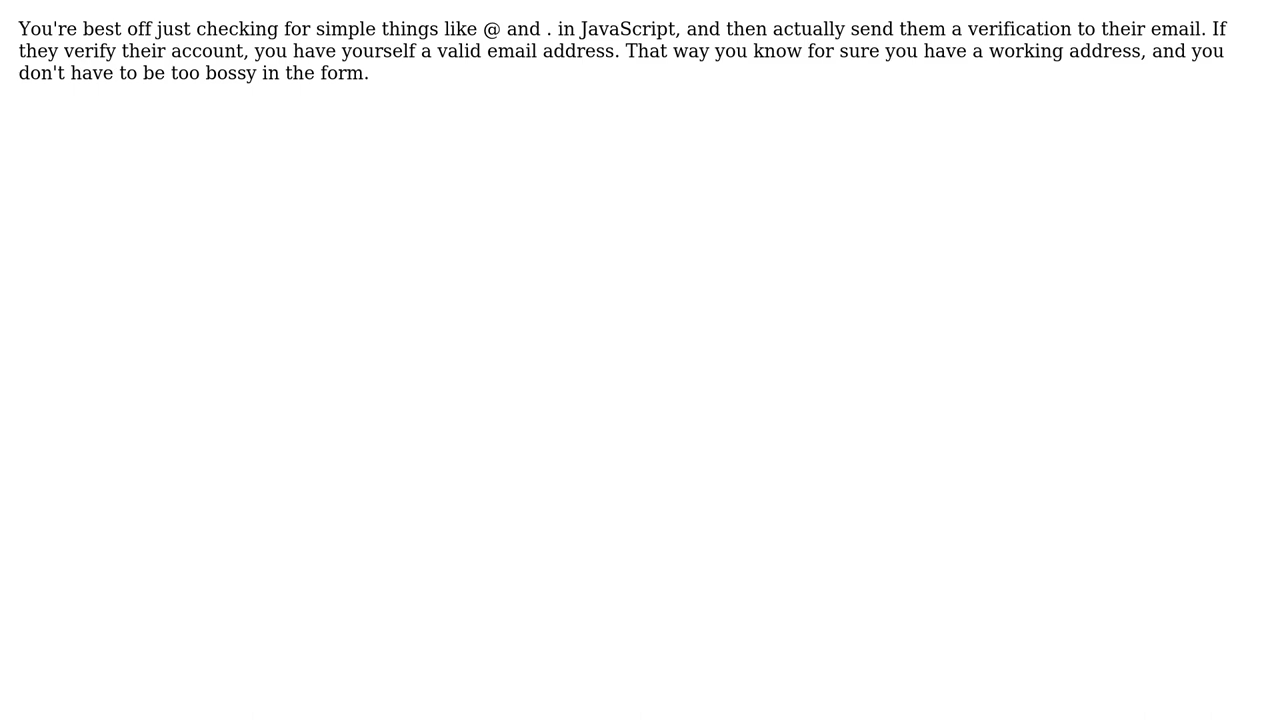 You're best off just checking for simple things like @ and . in JavaScript, and then actually send them a verification to their email. If
they verify their account, you have yourself a valid email address. That way you know for sure you have a working address, and you
don't have to be too bossy in the form.